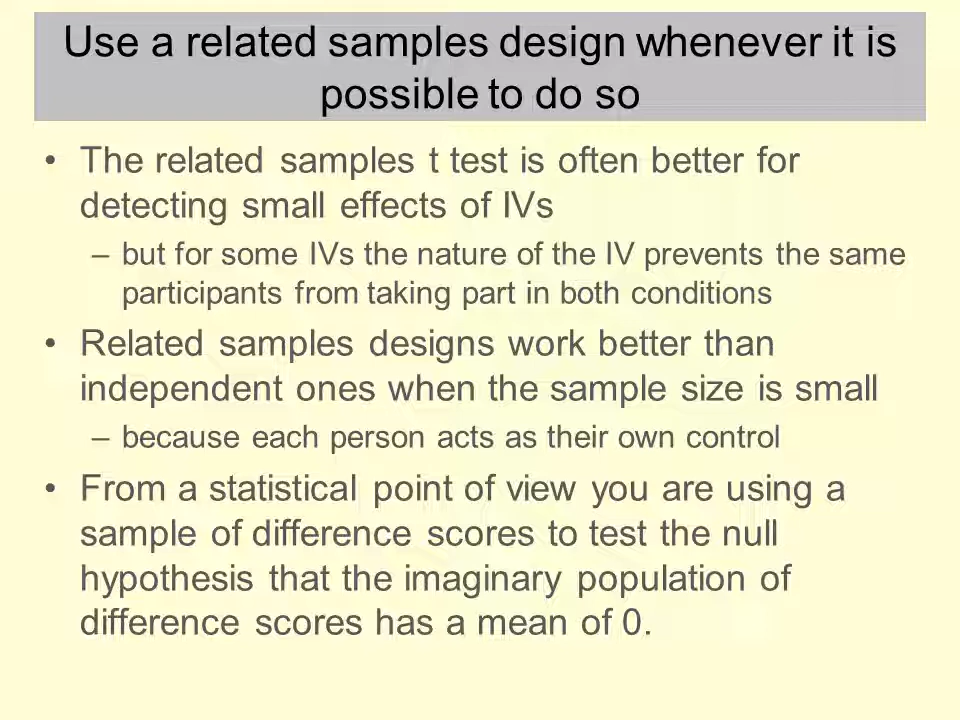 Use a related samples design whenever it is
possible to do so
• The related samples t test is often better for
detecting small effects of IVs
– but for some IVs the nature of the IV prevents the same
participants from taking part in both conditions
• Related samples designs work better than
independent ones when the sample size is small
– because each person acts as their own control
• From a statistical point of view you are using a
sample of difference scores to test the null
hypothesis that the imaginary population of
difference scores has a mean of 0.